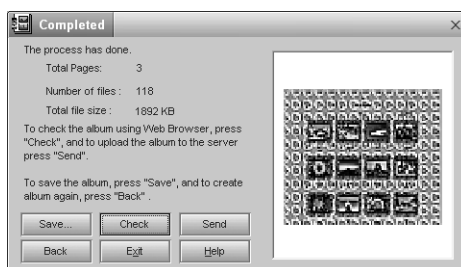 Completed
The process has done.
Total Pages: 3
Number of files : 118
Total file size : 1892 KB
To check the album using Web Browser, press
"Check", and to upload the album to the server
press "Send".
To save the album, press "Save", and to create
album again, press "Back" .
Save... Check Send
Back Exit Help